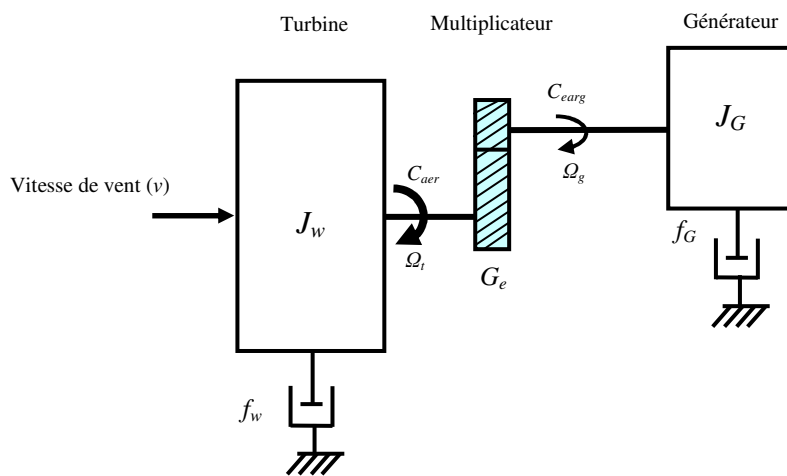 Turbine
Multiplicateur
Générateur
C_earg
J_G
Vitesse de vent (v)
C_aer
Ω_g
J_w
f_G
Ω_t
G_e
f_w